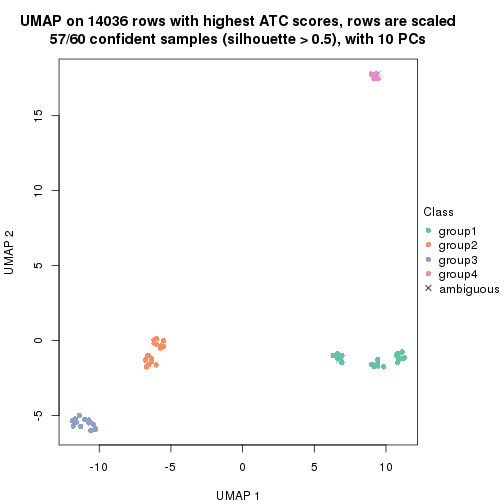 UMAP on 14036 rows with highest ATC scores, rows are scaled
57/60 confident samples (silhouette > 0.5), with 10 PCs
15
10
5
0
-5
UMAP 2
-10
-5
0
5
10
UMAP 1
Class
group1
group2
group3
group4
ambiguous